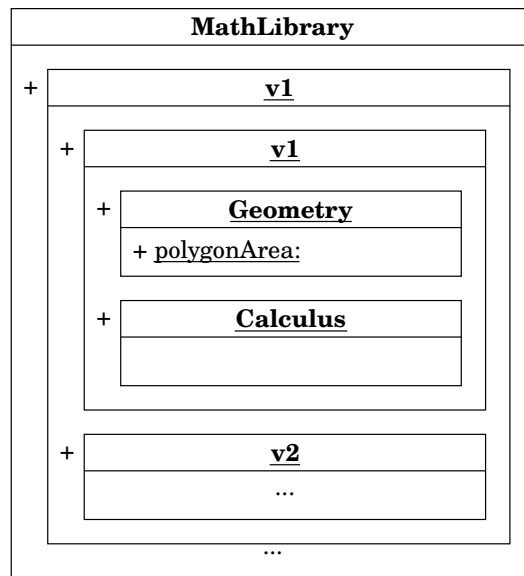 MathLibrary
+ v1
+ v1
+ Geometry
+ polygonArea:
+ Calculus
+ v2
...
...